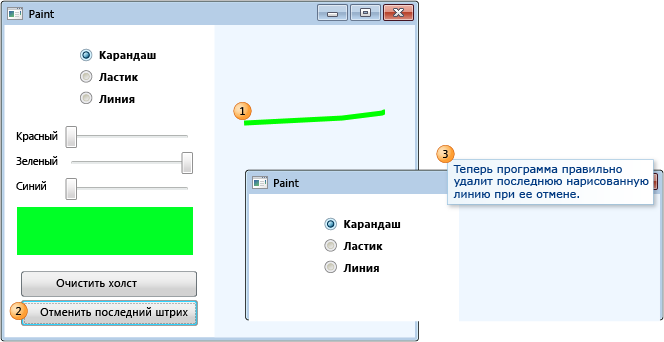 Paint
Карандаш
Ластик
Линия
Красный
Зеленый
Синий
Очистить холст
2 Отменить последний штрих
1
3
Теперь программа правильно
удалит последнюю нарисованную
линию при ее отмене.
Paint
Карандаш
Ластик
Линия